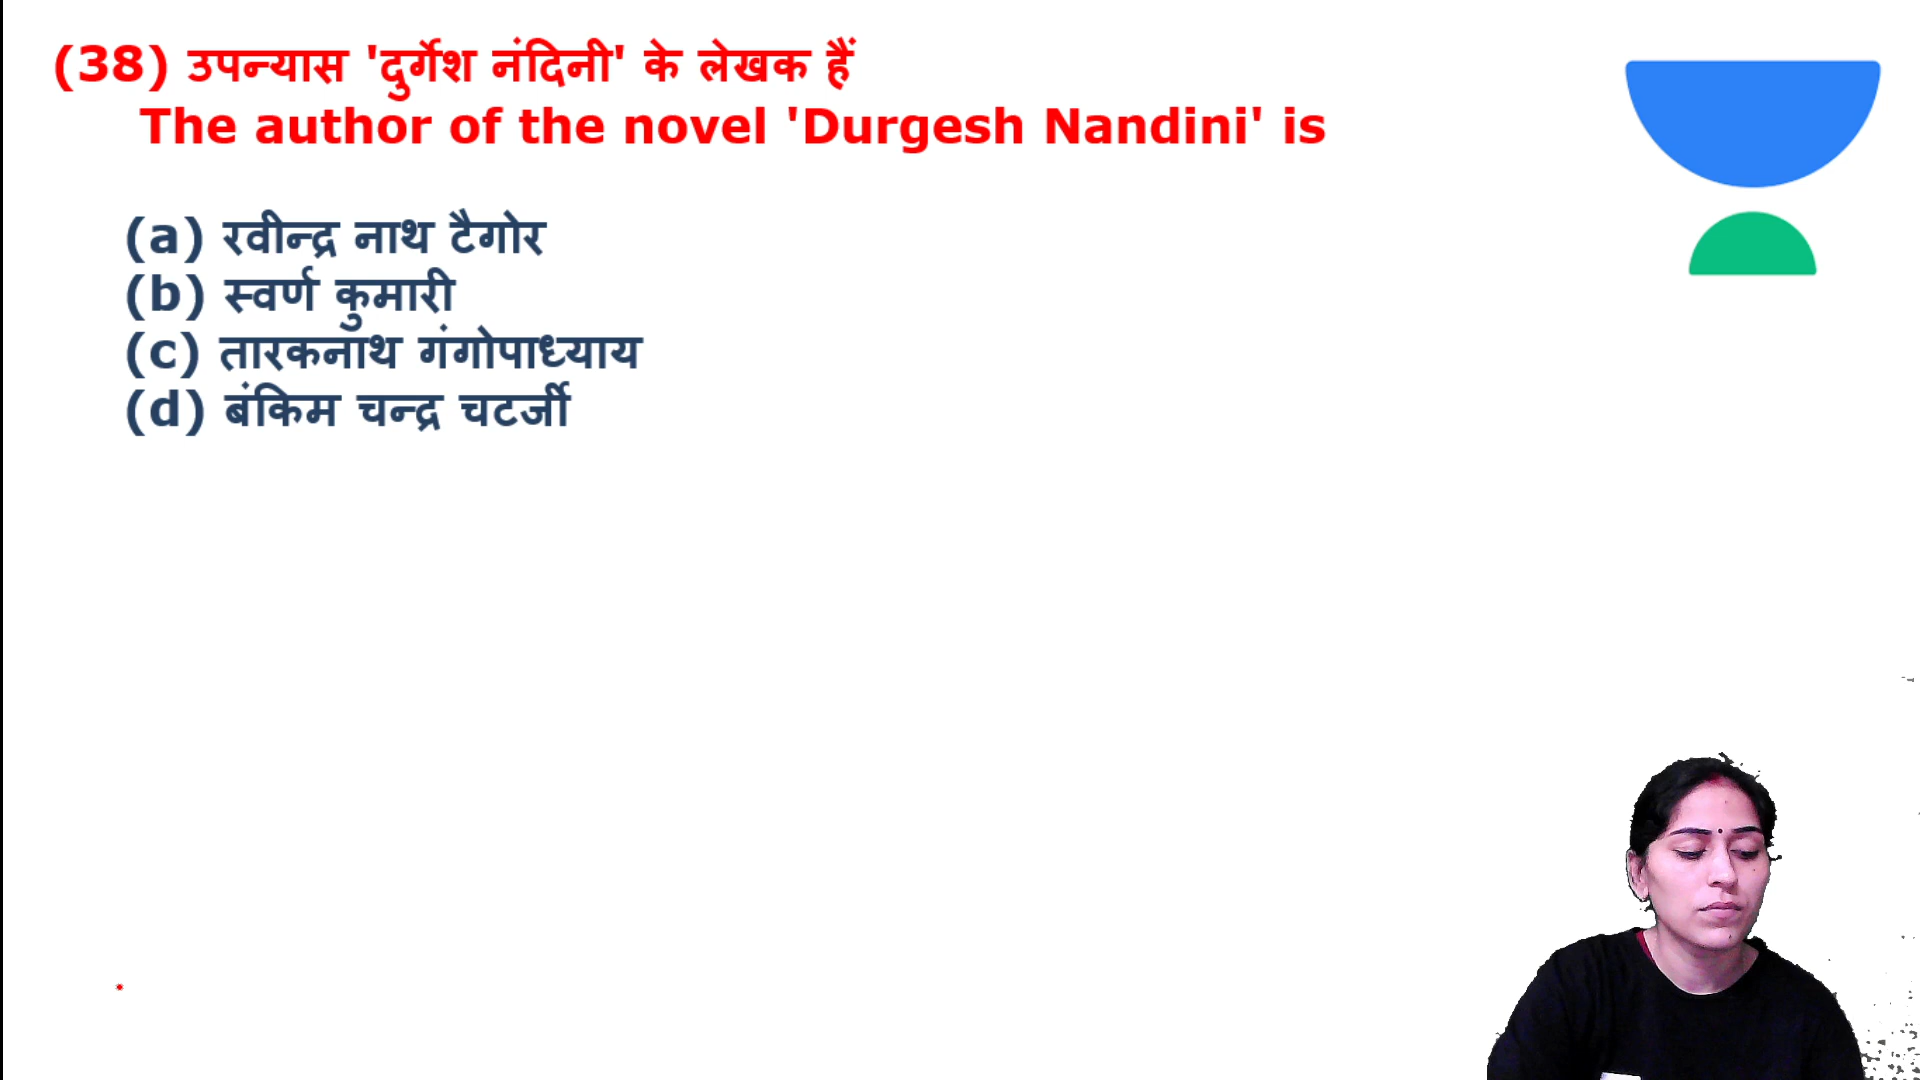 (38) उपन्यास 'दुर्गेश नंदिनी' के लेखक हैं
The author of the novel 'Durgesh Nandini' is
(a) रवीन्द्र नाथ टैगोर
(b) स्वर्ण कुमारी
(c) तारकनाथ गंगोपाध्याय
(d) बंकिम चन्द्र चटर्जी